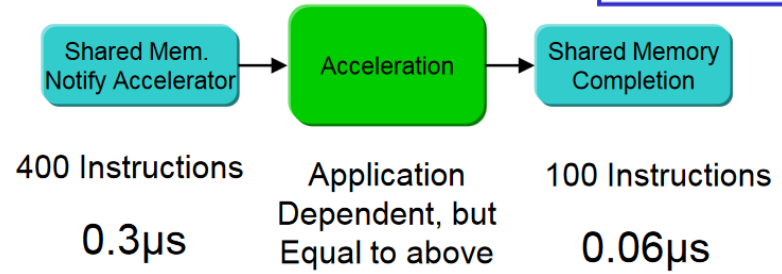 Shared Mem.
Notify Accelerator
Acceleration
Shared Memory
Completion
400 Instructions
0.3µs
Application
Dependent, but
Equal to above
100 Instructions
0.06µs